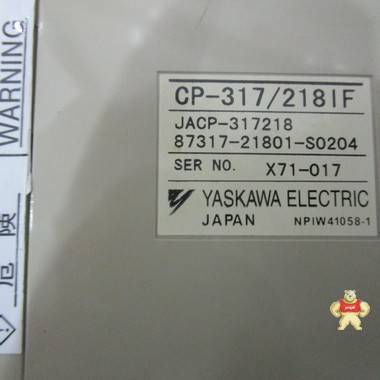 WARNING
危険
CP-317/218IF
JACP-317218
87317-21801-S0204
SER NO. X71-017
YASKAWA ELECTRIC
JAPAN NPIW41058-1